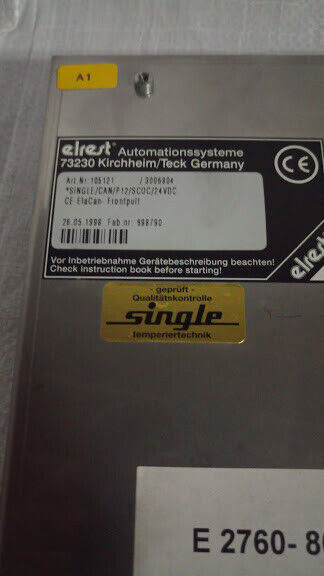 A1
elrest Automationssysteme
73230 Kirchheim/Teck Germany
Art.Nr.105121 /3006804
*SINGLE/CAN/P12/SCOC/24VDC
CE ElaCan Frontpult
26.05.1998 Fab.nr.998790
Vor Inbetriebnahme Gerätebeschreibung beachten!
Check instruction book before starting!
CE
elrest
- geprüft -
Qualitätskontrolle
single
temperiertechnik
E 2760-8